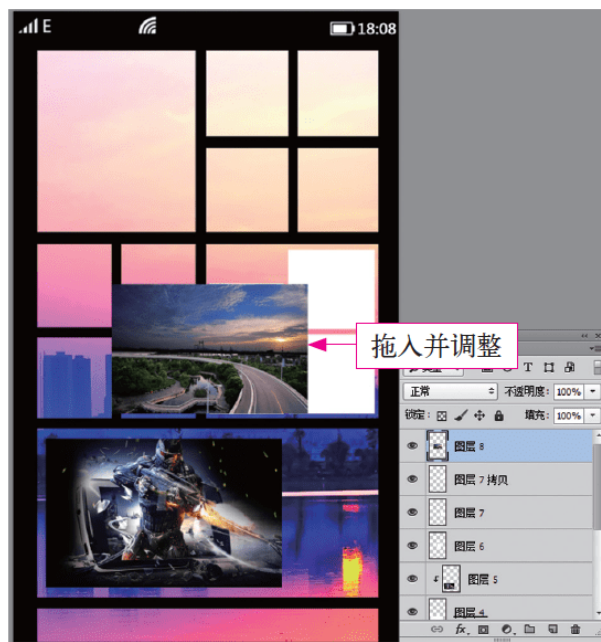 E
18:08
拖入并调整
T
正常
不透明度: 100%
锁定:
填充: 100%
图层 8
图层 7 拷贝
图层 7
图层 6
图层 5
图层 4
fx